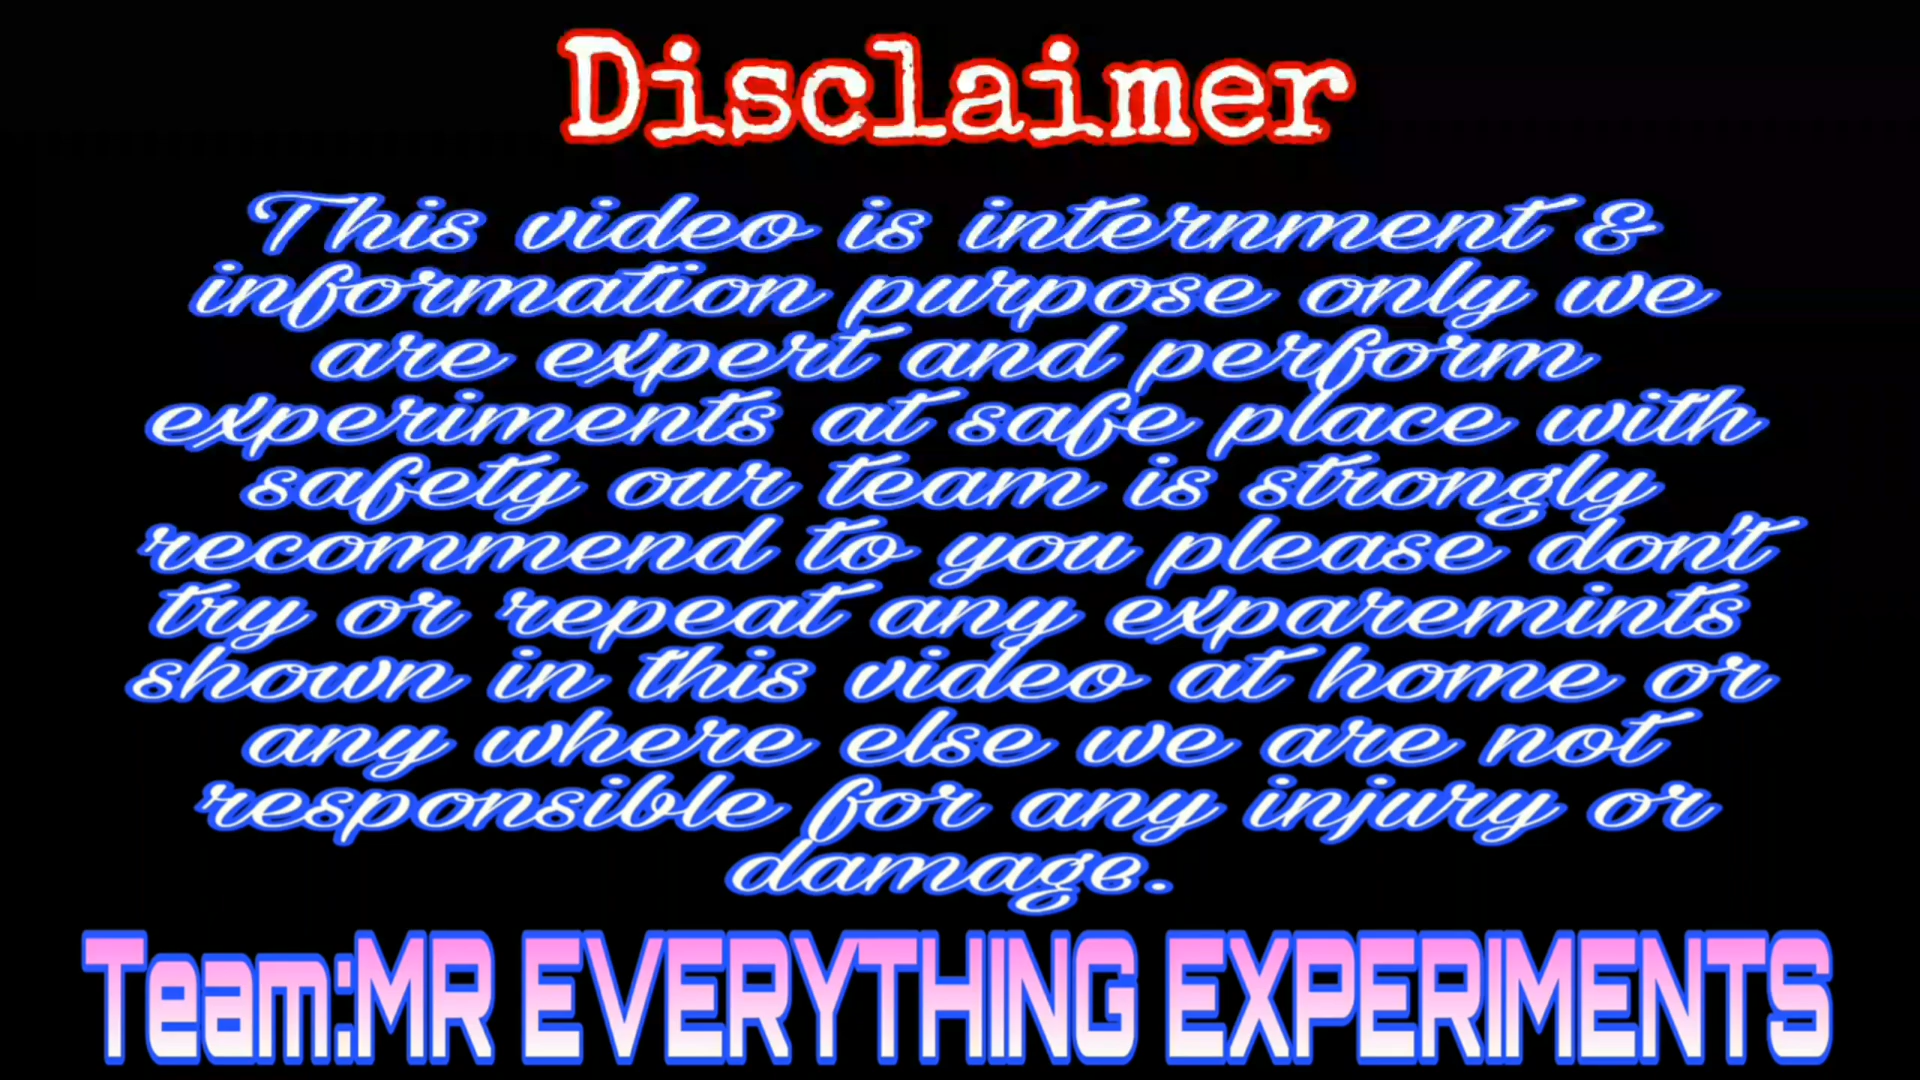 Disclaimer
This video is internment &
information purpose only we
are expert and perform
experiments at safe place with
safety our team is strongly
recommend to you please don't
try or repeat any exparemints
shown in this video at home or
any where else we are not
responsible for any injury or
damage.
Team:MR EVERYTHING EXPERIMENTS